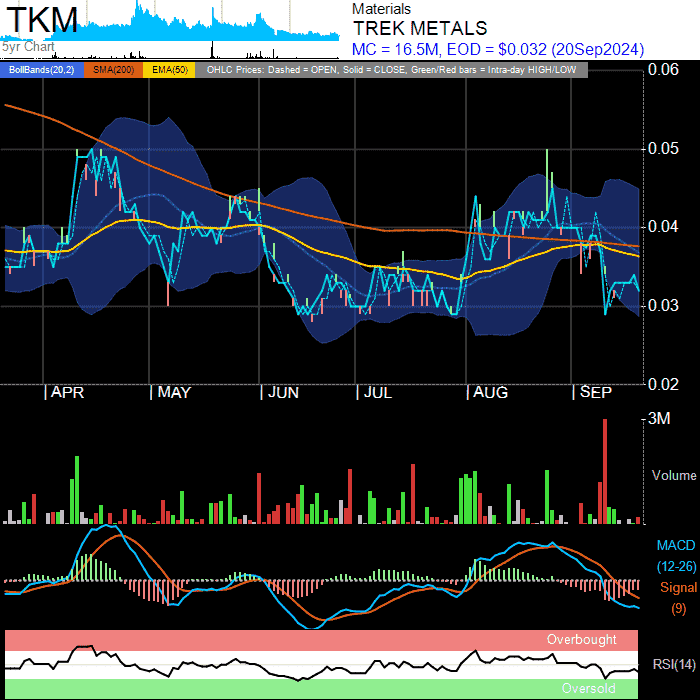 TKM
5yr Chart
Materials
TREK METALS
MC = 16.5M, EOD = $0.032 (20Sep2024)
BollBands(20,2) SMA(200) EMA(50) OHLC Prices: Dashed = OPEN, Solid = CLOSE, Green/Red bars = Intra-day HIGH/LOW
0.06
0.05
0.04
0.03
0.02
APR MAY JUN JUL AUG SEP
3M
Volume
MACD
(12-26)
Signal
(9)
Overbought
RSI(14)
Oversold